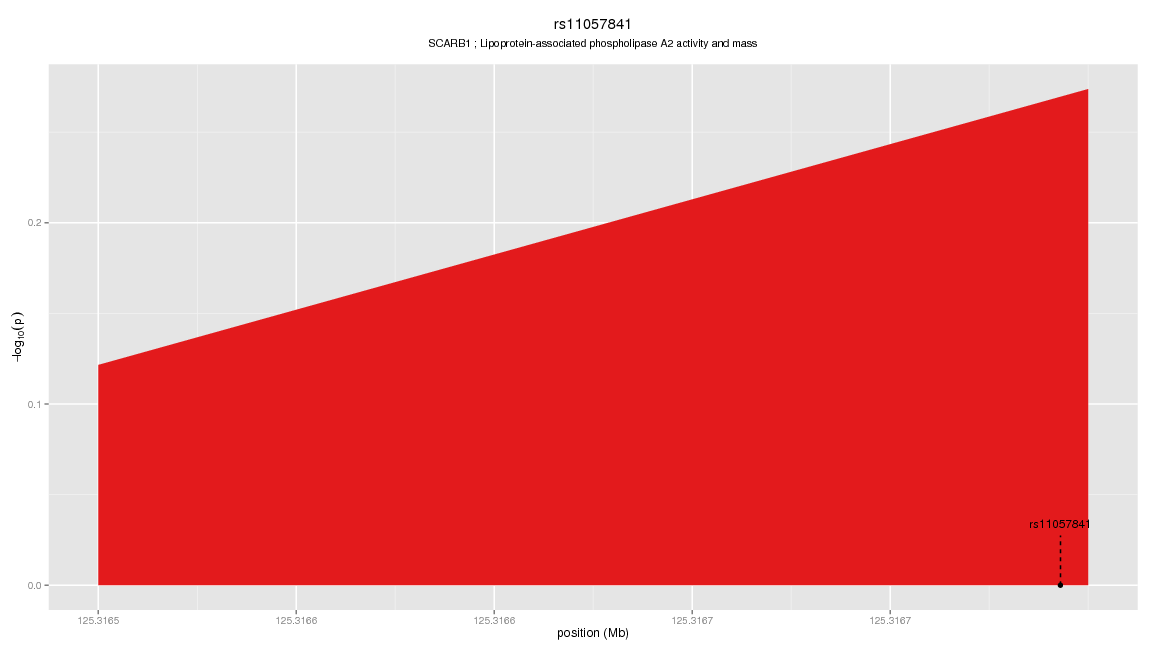 rs11057841
SCARB1 ; Lipoprotein-associated phospholipase A2 activity and mass
−log10(p)
0.2
0.1
0.0
rs11057841
125.3165 125.3166 125.3166 125.3167 125.3167
position (Mb)